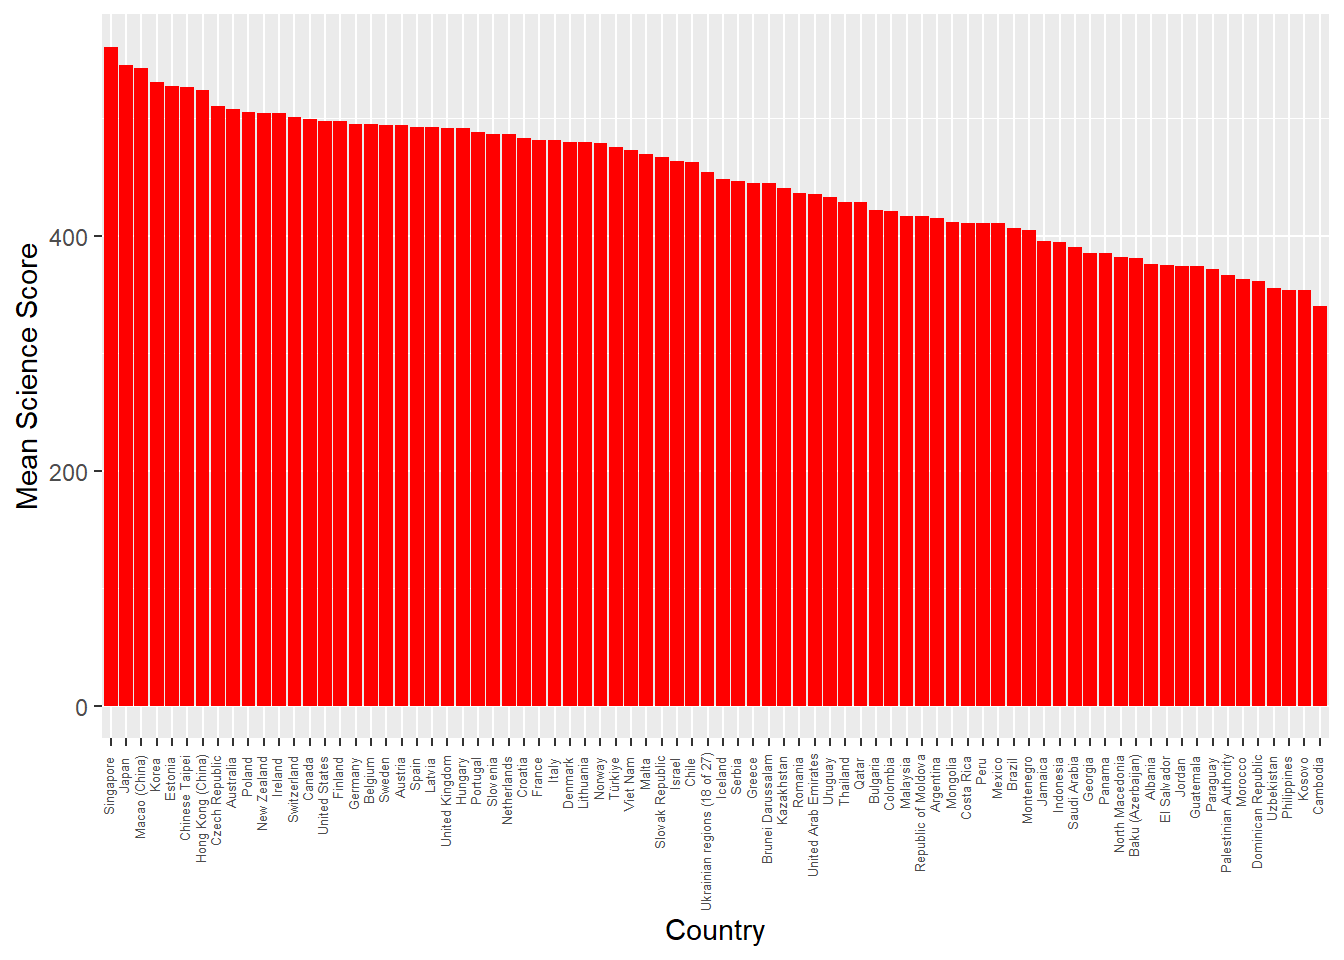 Mean Science Score
400
200
0
Singapore
Japan
Macao (China)
Korea
Estonia
Chinese Taipei
Hong Kong (China)
Czech Republic
Australia
Poland
New Zealand
Ireland
Switzerland
Canada
United States
Finland
Germany
Belgium
Sweden
Austria
Spain
Latvia
United Kingdom
Hungary
Portugal
Slovenia
Netherlands
Croatia
France
Italy
Denmark
Lithuania
Norway
Türkiye
Viet Nam
Malta
Slovak Republic
Israel
Chile
Ukrainian regions (18 of 27)
Iceland
Serbia
Greece
Brunei Darussalam
Kazakhstan
Romania
United Arab Emirates
Uruguay
Thailand
Qatar
Bulgaria
Colombia
Malaysia
Republic of Moldova
Argentina
Mongolia
Costa Rica
Peru
Mexico
Brazil
Montenegro
Jamaica
Indonesia
Saudi Arabia
Georgia
Panama
North Macedonia
Baku (Azerbaijan)
Albania
El Salvador
Jordan
Guatemala
Paraguay
Palestinian Authority
Morocco
Dominican Republic
Uzbekistan
Philippines
Kosovo
Cambodia
Country